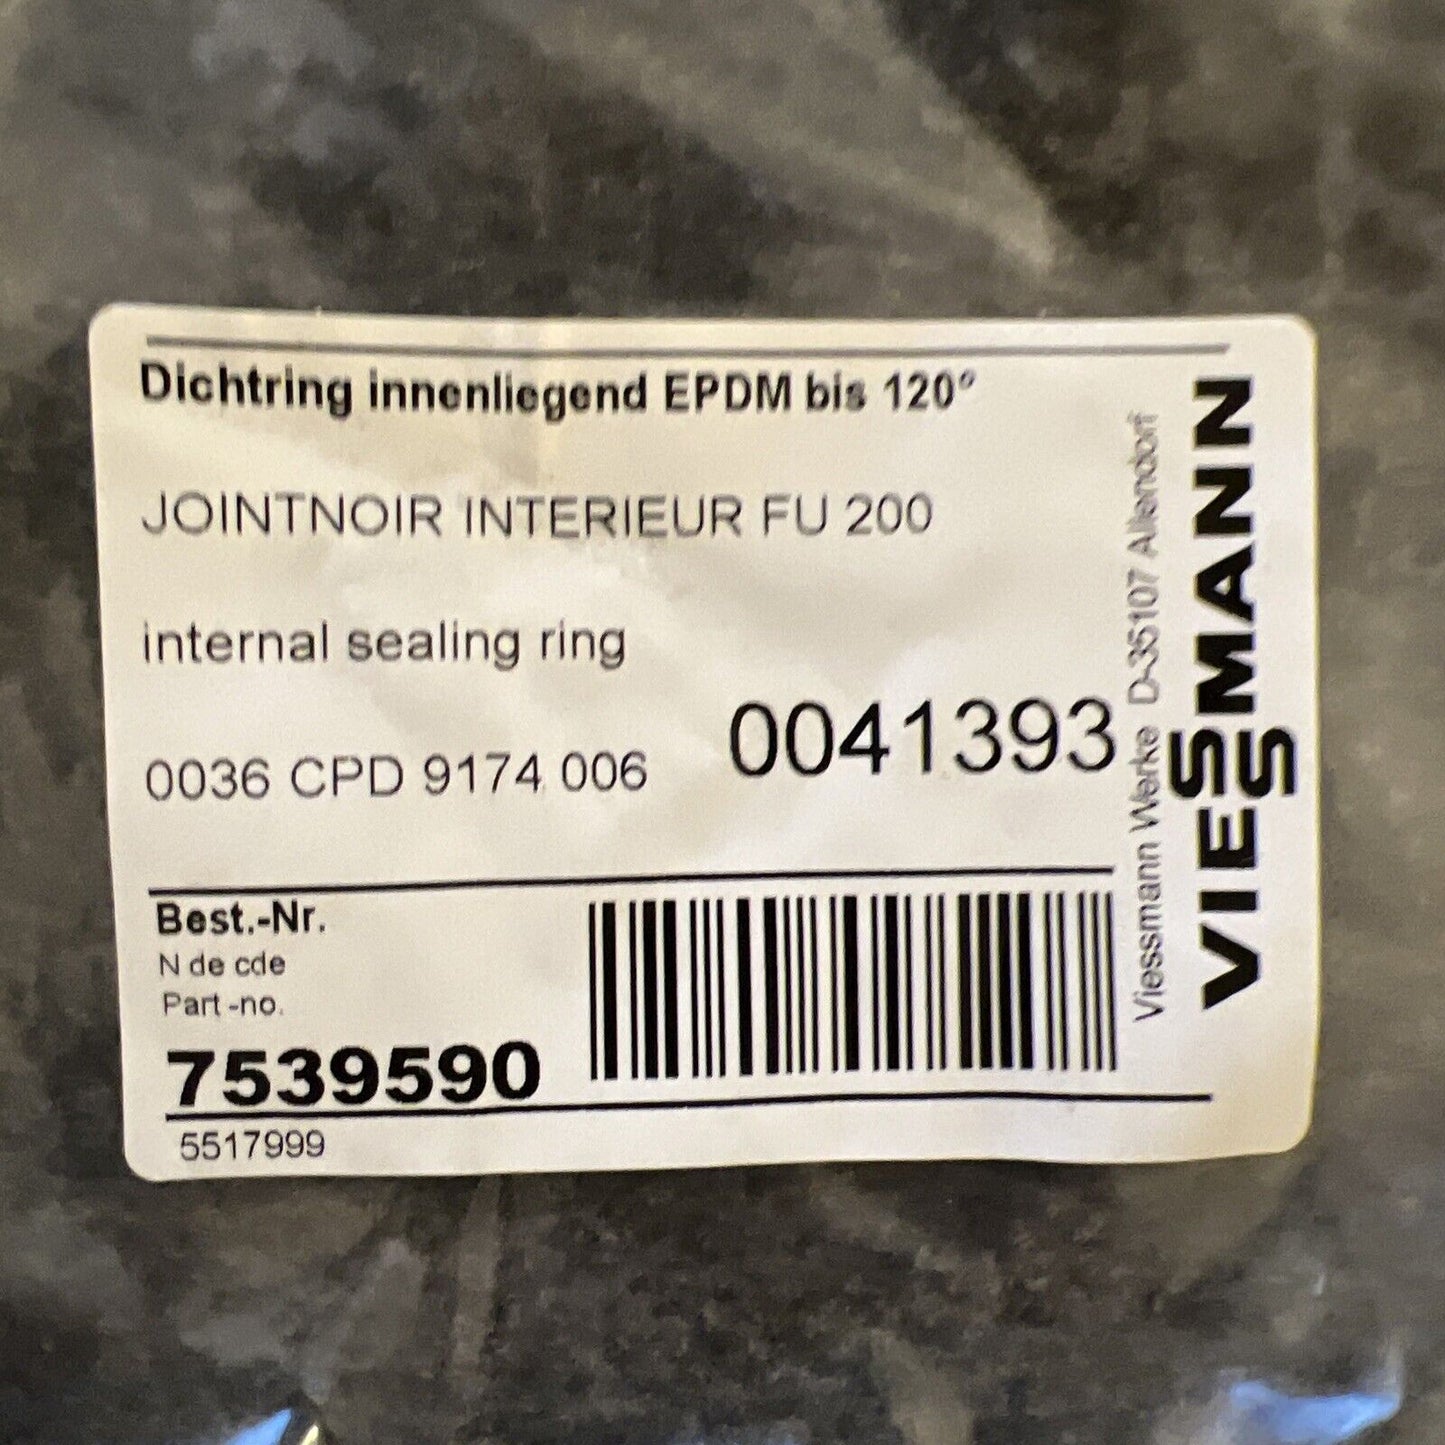 Dichtring innenliegend EPDM bis 120°
JOINTNOIR INTERIEUR FU 200
internal sealing ring
0036 CPD 9174 006
0041393
Best.-Nr.
N de cde
Part -no.
7539590
5517999
Viessmann Werke D-35107 Allendorf
VIESSMANN